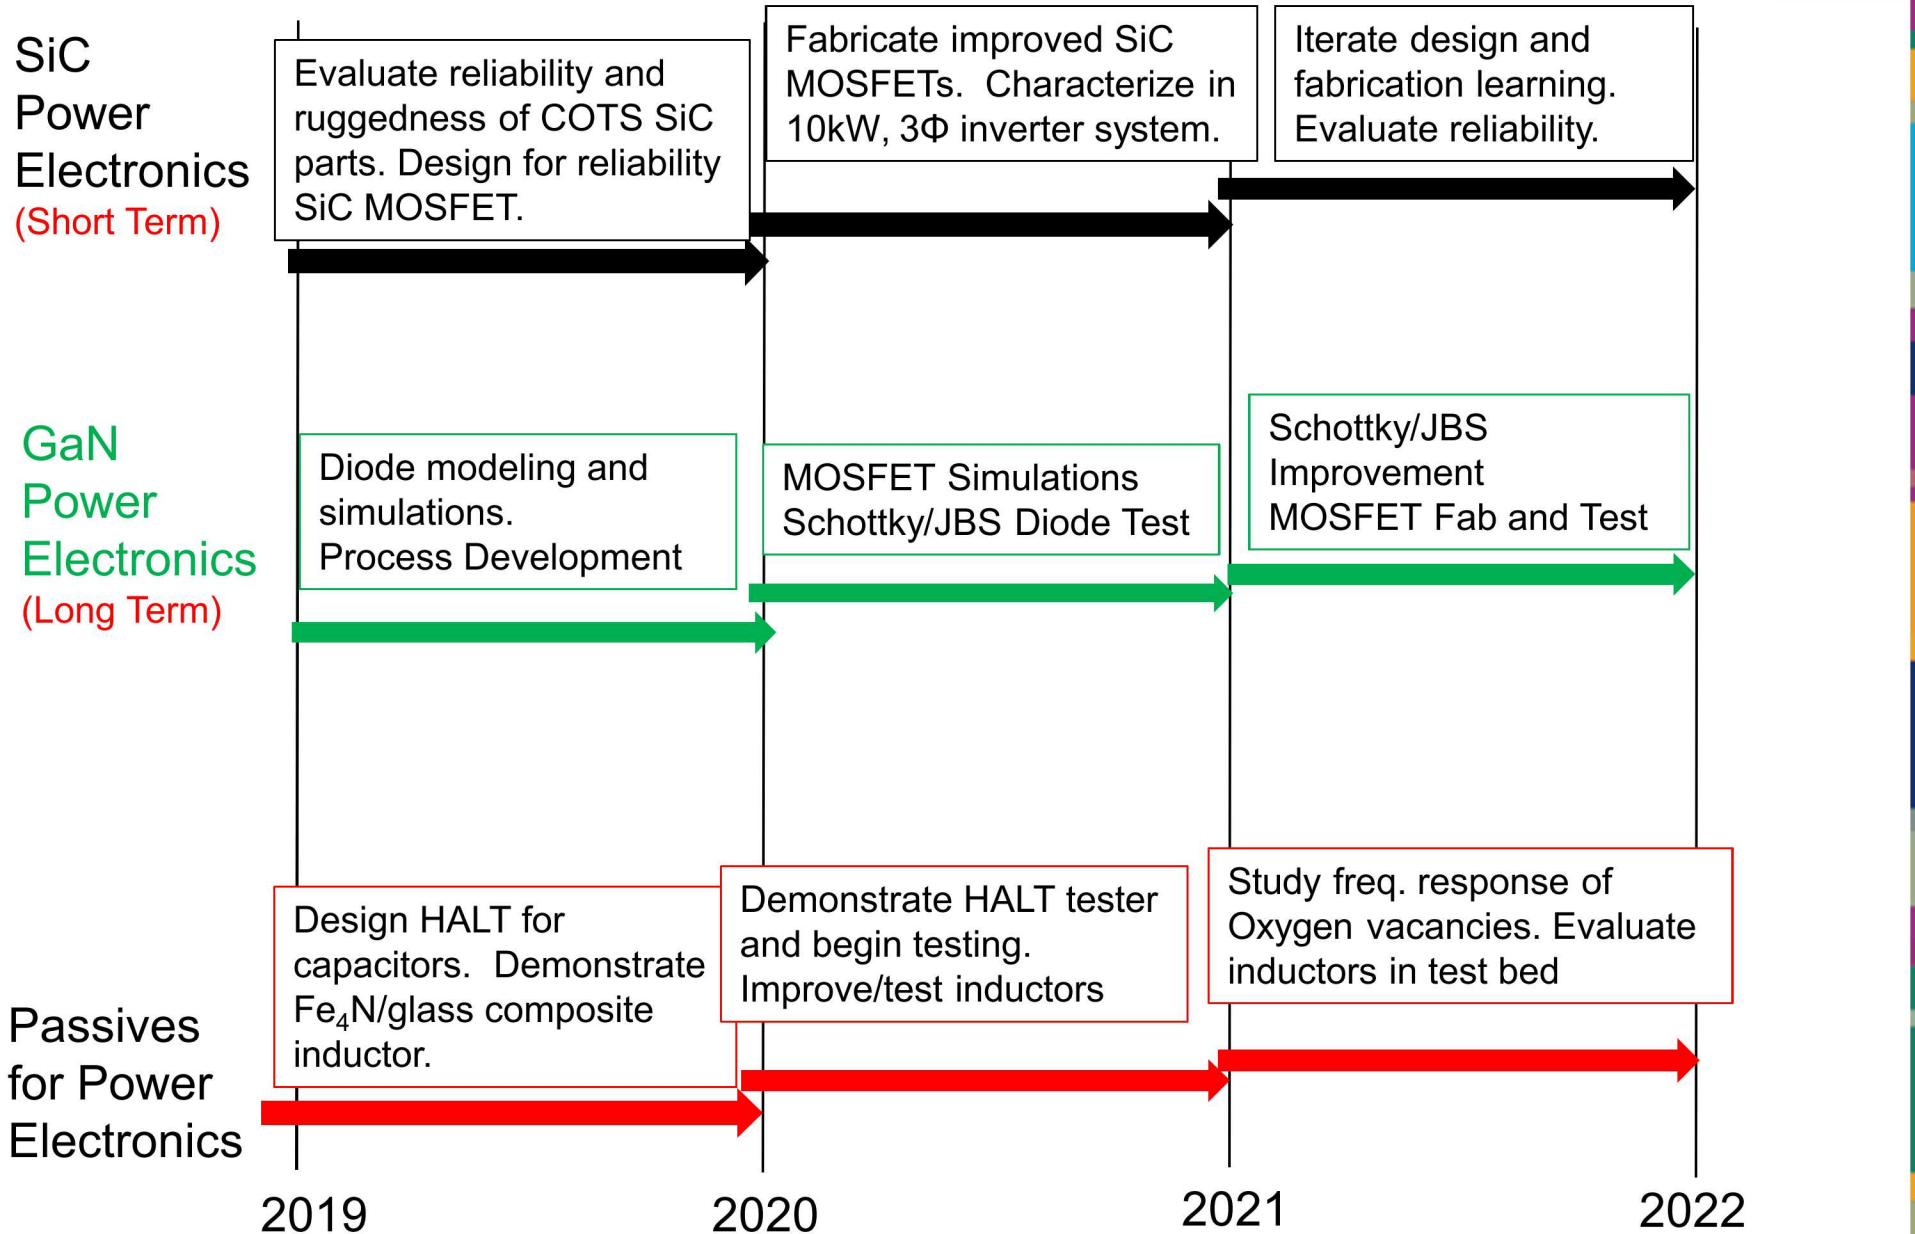 SiC
Power
Electronics
(Short Term)
Evaluate reliability and
ruggedness of COTS SiC
parts. Design for reliability
SiC MOSFET.
Fabricate improved SiC
MOSFETs.  Characterize in
10kW, 3Φ inverter system.
Iterate design and
fabrication learning.
Evaluate reliability.
GaN
Power
Electronics
(Long Term)
Diode modeling and
simulations.
Process Development
MOSFET Simulations
Schottky/JBS Diode Test
Schottky/JBS
Improvement
MOSFET Fab and Test
Passives
for Power
Electronics
Design HALT for
capacitors.  Demonstrate
Fe₄N/glass composite
inductor.
Demonstrate HALT tester
and begin testing.
Improve/test inductors
Study freq. response of
Oxygen vacancies. Evaluate
inductors in test bed
2019
2020
2021
2022